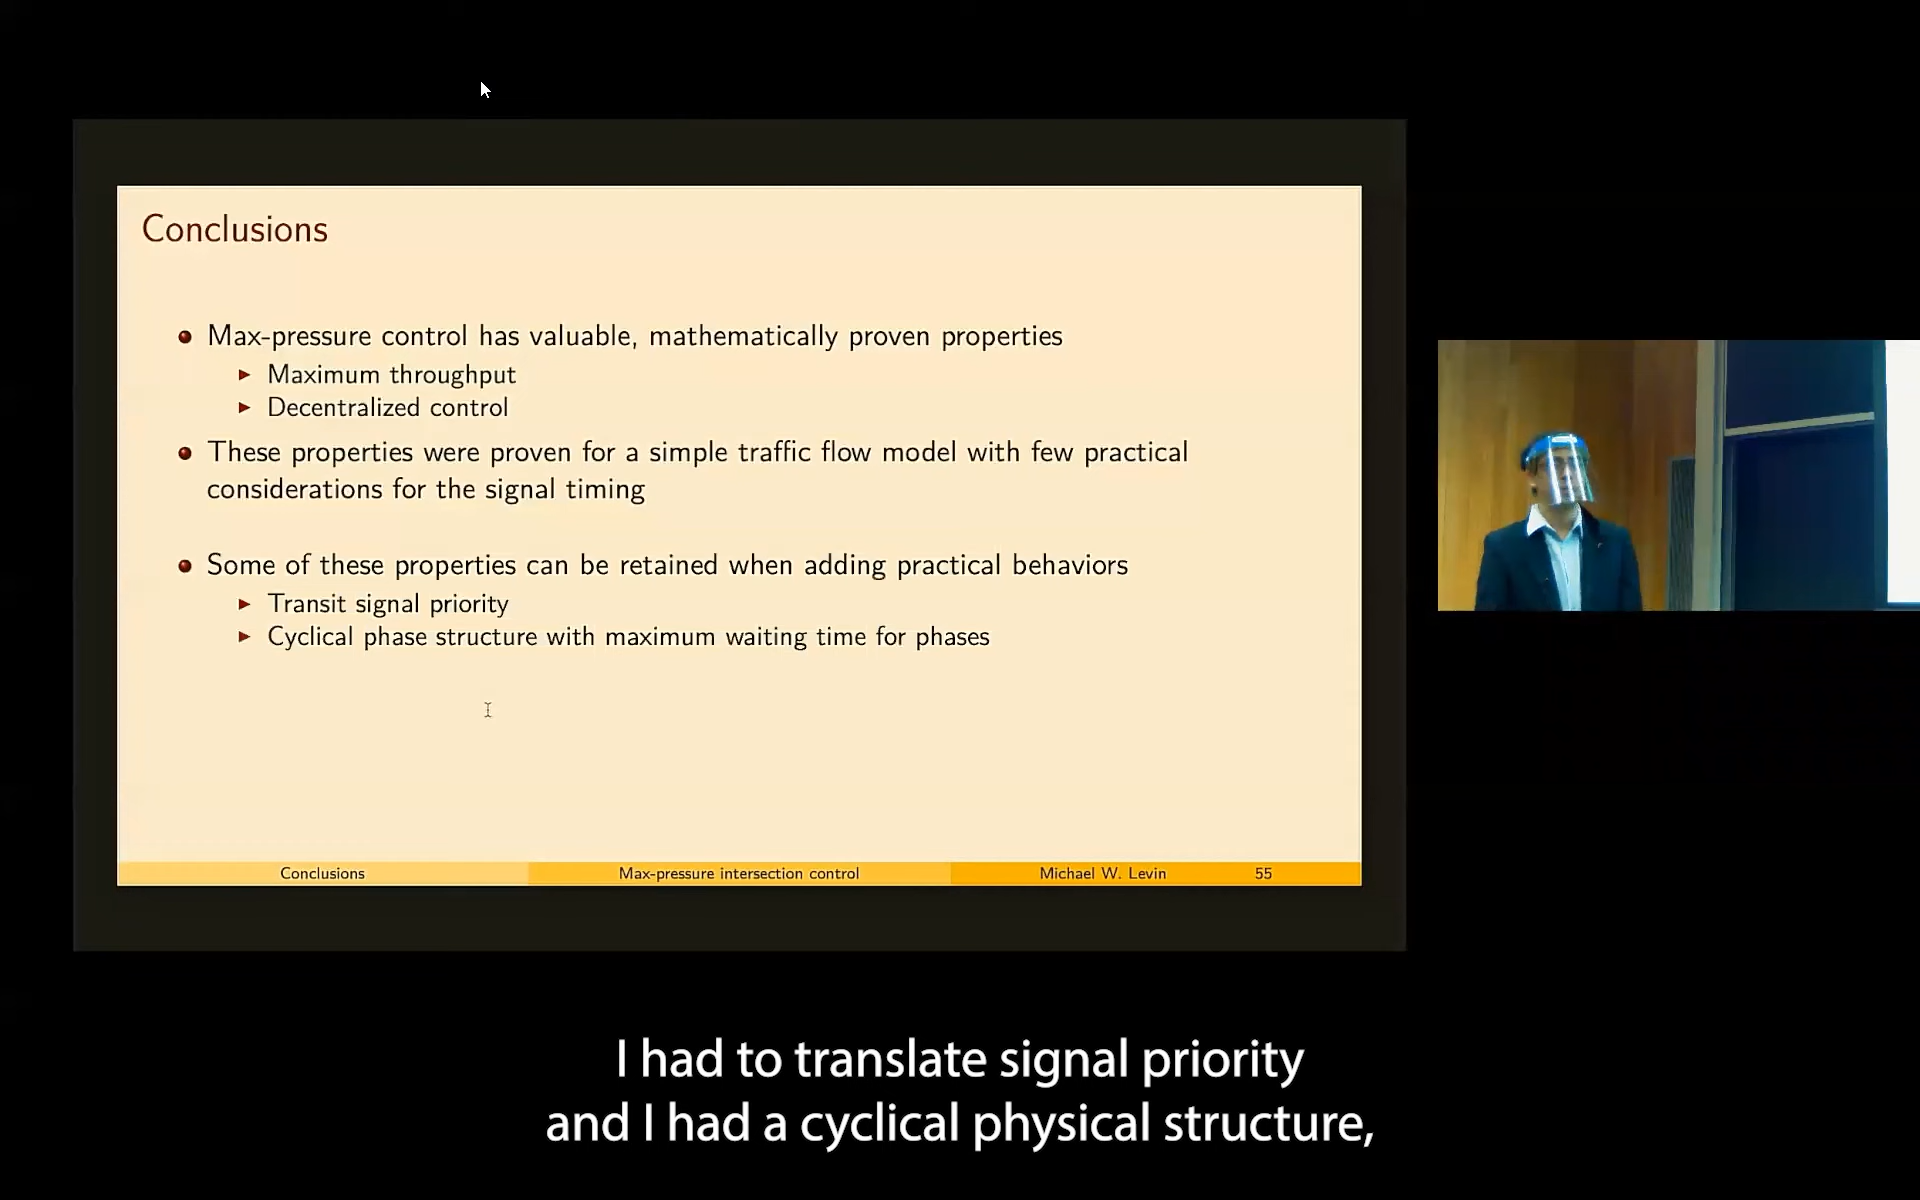 Conclusions
Max-pressure control has valuable, mathematically proven properties
Maximum throughput
Decentralized control
These properties were proven for a simple traffic flow model with few practical
considerations for the signal timing
Some of these properties can be retained when adding practical behaviors
Transit signal priority
Cyclical phase structure with maximum waiting time for phases
Conclusions Max-pressure intersection control Michael W. Levin 55
I had to translate signal priority
and I had a cyclical physical structure,